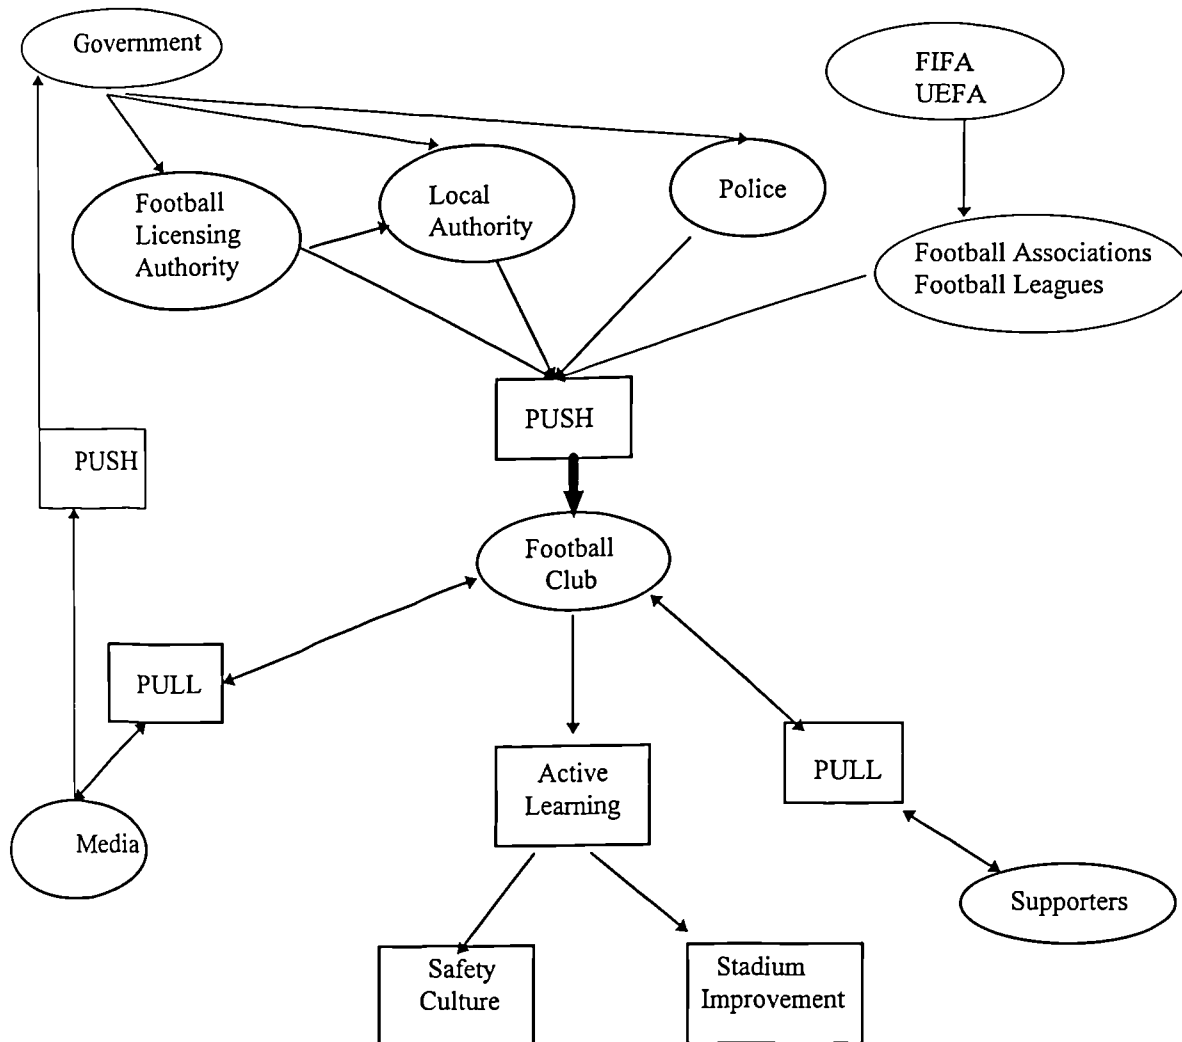 Government
FIFA
UEFA
Football
Licensing
Authority
Local
Authority
Police
Football Associations
Football Leagues
PUSH
PUSH
Football
Club
PULL
Active
Learning
PULL
Media
Supporters
Safety
Culture
Stadium
Improvement